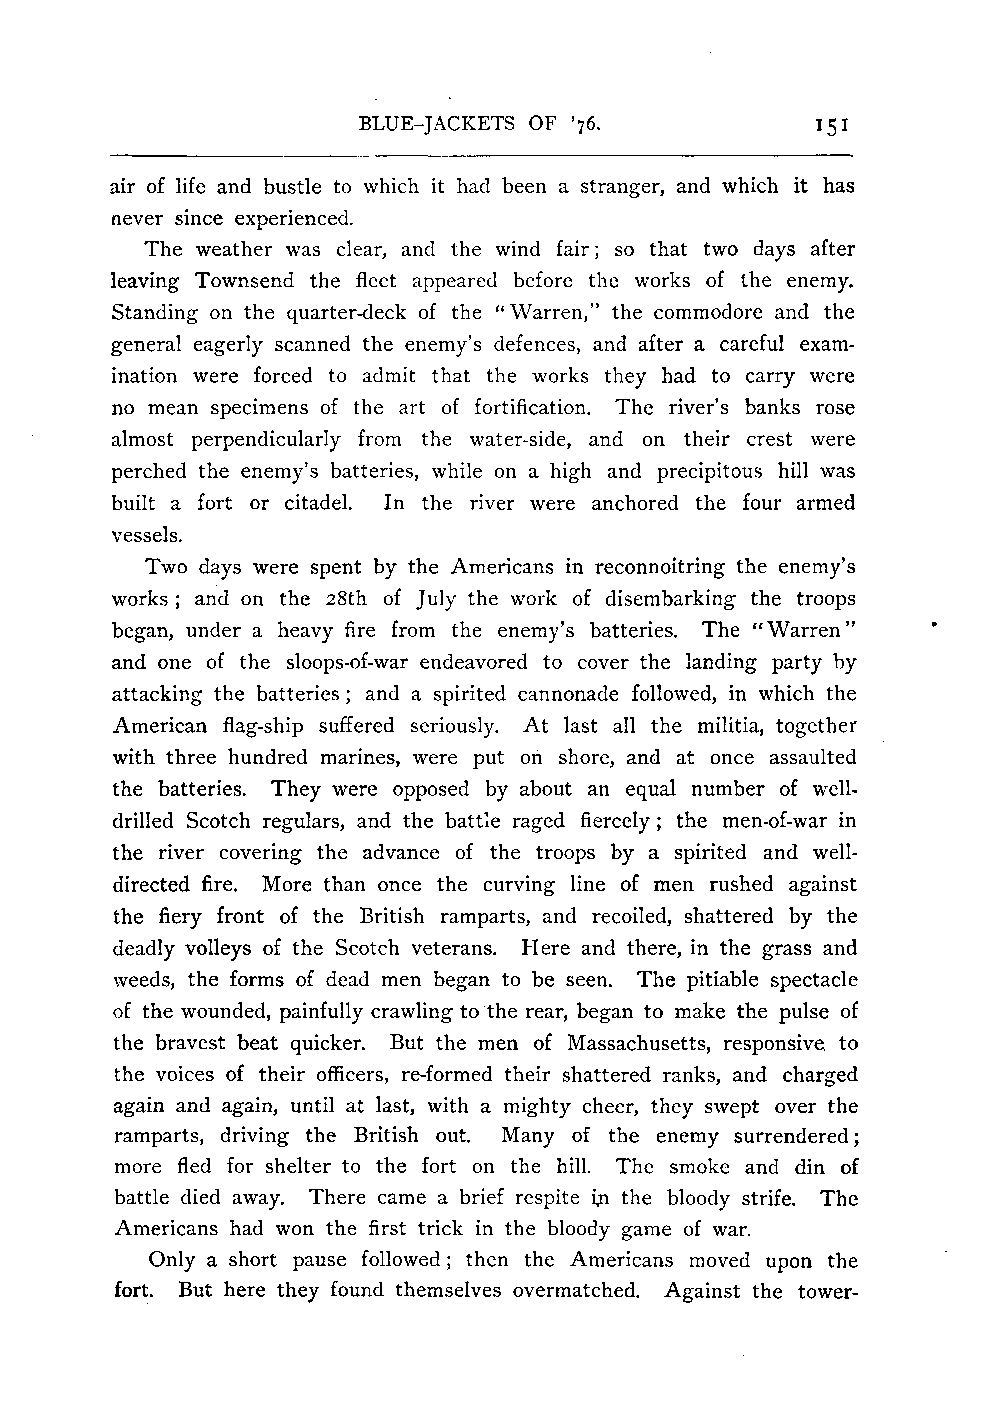 BLUE-JACKETS OF '76. 151
air of life and bustle to which it had been a stranger, and which it has
never since experienced.
The weather was clear, and the wind fair; so that two days after
leaving Townsend the fleet appeared before the works of the enemy.
Standing on the quarter-deck of the "Warren," the commodore and the
general eagerly scanned the enemy's defences, and after a careful exam-
ination were forced to admit that the works they had to carry were
no mean specimens of the art of fortification. The river's banks rose
almost perpendicularly from the water-side, and on their crest were
perched the enemy's batteries, while on a high and precipitous hill was
built a fort or citadel. In the river were anchored the four armed
vessels.
Two days were spent by the Americans in reconnoitring the enemy's
works; and on the 28th of July the work of disembarking the troops
began, under a heavy fire from the enemy's batteries. The "Warren"
and one of the sloops-of-war endeavored to cover the landing party by
attacking the batteries; and a spirited cannonade followed, in which the
American flag-ship suffered seriously. At last all the militia, together
with three hundred marines, were put on shore, and at once assaulted
the batteries. They were opposed by about an equal number of well-
drilled Scotch regulars, and the battle raged fiercely; the men-of-war in
the river covering the advance of the troops by a spirited and well-
directed fire. More than once the curving line of men rushed against
the fiery front of the British ramparts, and recoiled, shattered by the
deadly volleys of the Scotch veterans. Here and there, in the grass and
weeds, the forms of dead men began to be seen. The pitiable spectacle
of the wounded, painfully crawling to the rear, began to make the pulse of
the bravest beat quicker. But the men of Massachusetts, responsive to
the voices of their officers, re-formed their shattered ranks, and charged
again and again, until at last, with a mighty cheer, they swept over the
ramparts, driving the British out. Many of the enemy surrendered;
more fled for shelter to the fort on the hill. The smoke and din of
battle died away. There came a brief respite in the bloody strife. The
Americans had won the first trick in the bloody game of war.
Only a short pause followed; then the Americans moved upon the
fort. But here they found themselves overmatched. Against the tower-